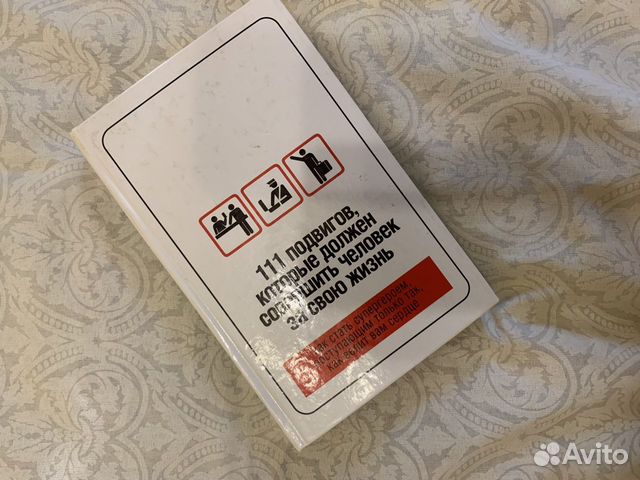 111 подвигов,
которые должен
совершить человек
за свою жизнь
Как стать супергероем,
поступающим только так,
как велит вам сердце
Avito